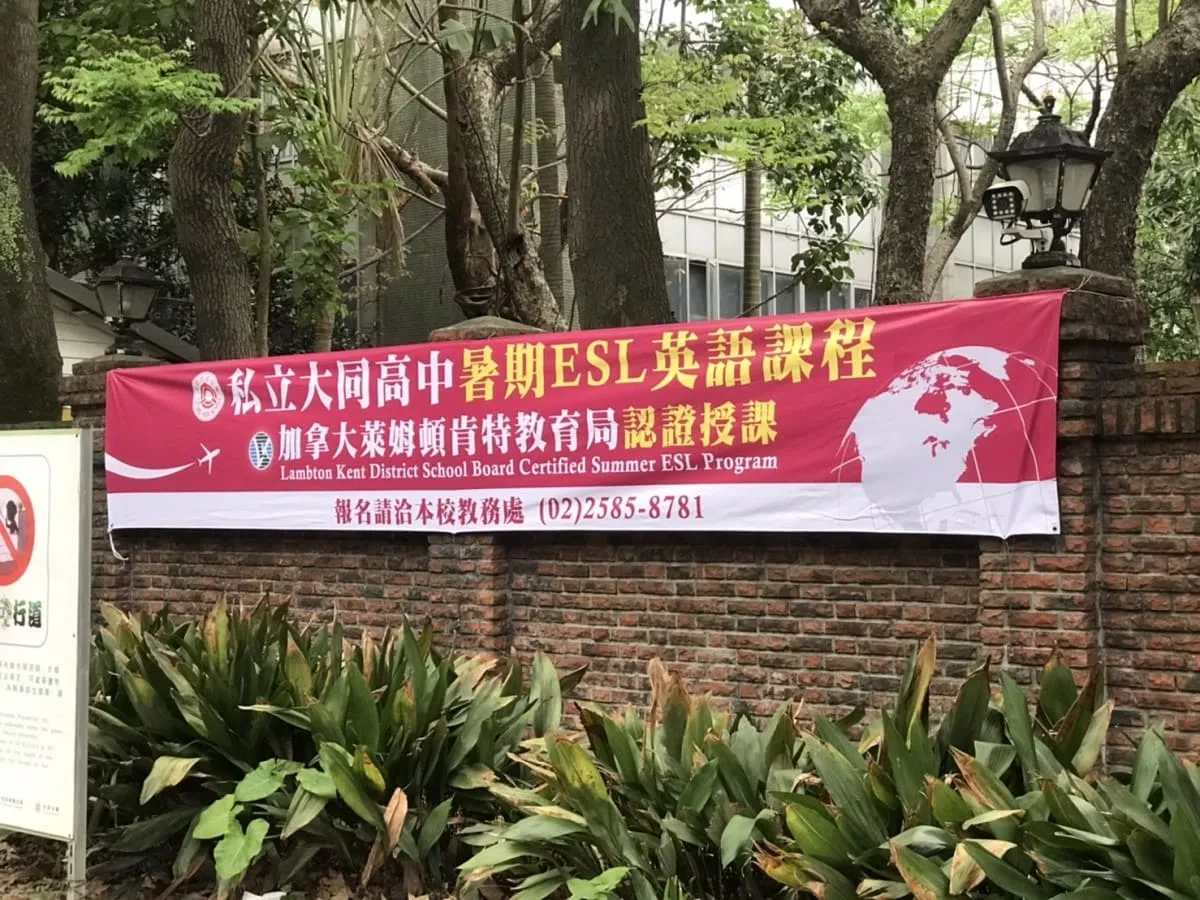 私立大同高中暑期ESL英語課程
加拿大萊姆頓肯特教育局認證授課
Lambton Kent District School Board Certified Summer ESL Program
報名請洽本校教務處 (02)2585-8781
行道